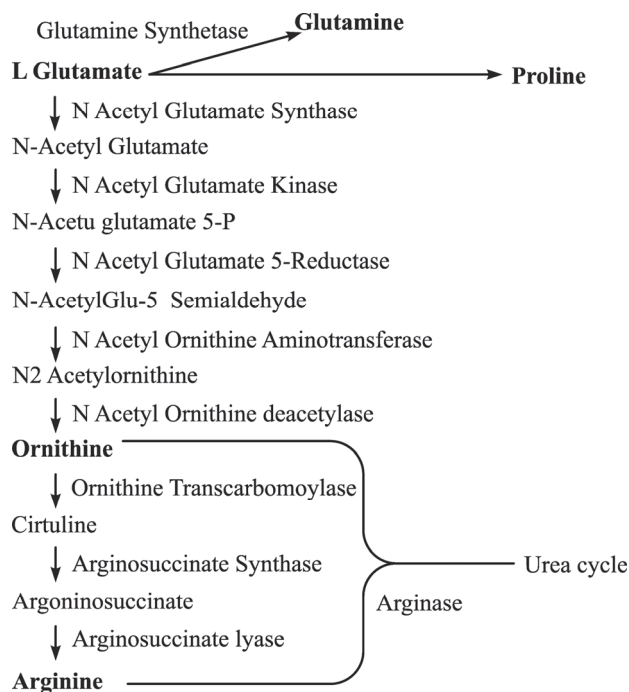 Glutamine Synthetase
Glutamine
L Glutamate
Proline
N Acetyl Glutamate Synthase
N-Acetyl Glutamate
N Acetyl Glutamate Kinase
N-Acetu glutamate 5-P
N Acetyl Glutamate 5-Reductase
N-AcetylGlu-5 Semialdehyde
N Acetyl Ornithine Aminotransferase
N2 Acetylornithine
N Acetyl Ornithine deacetylase
Ornithine
Ornithine Transcarbomoylase
Cirtuline
Arginosuccinate Synthase
Urea cycle
Argoninosuccinate
Arginase
Arginosuccinate lyase
Arginine